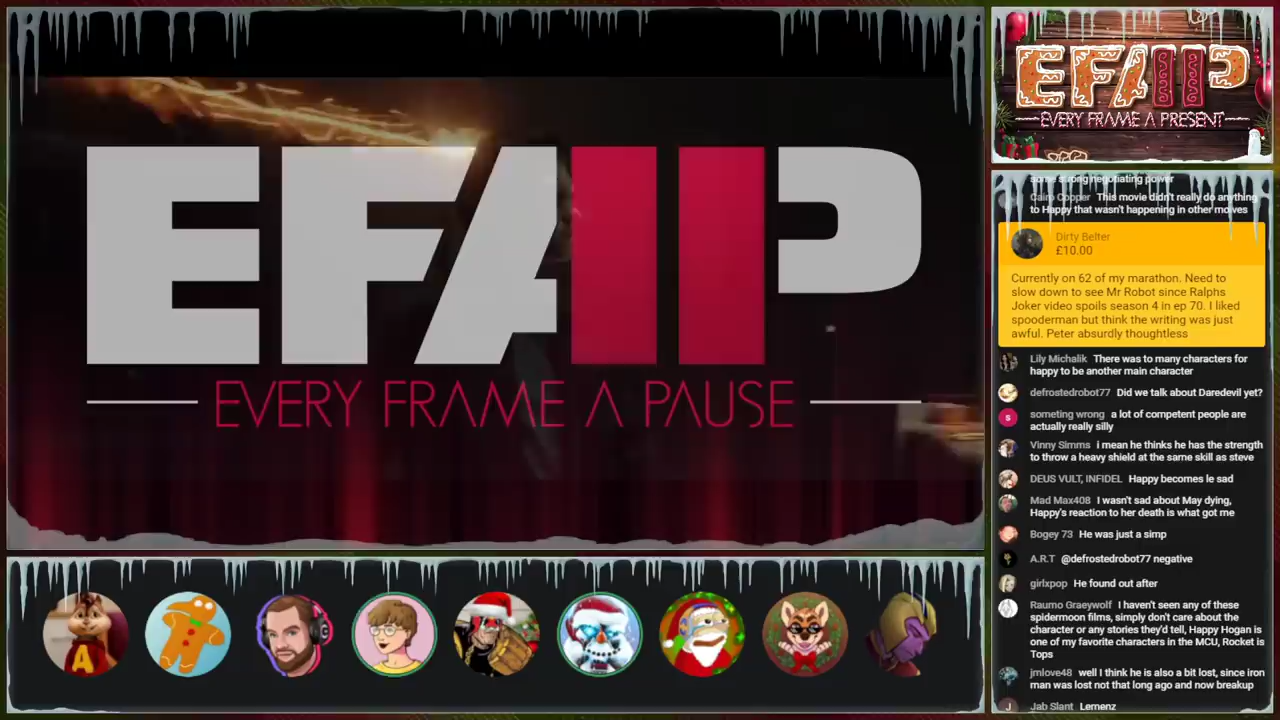 EFAIIP
EVERY FRAME A PAUSE
A
EFAIIP
EVERY FRAME A PRESENT
some strong negotiating power
Cairo Cooper This movie didn't really do anything
to Happy that wasn't happening in other moives
Dirty Belter
£10.00
Currently on 62 of my marathon. Need to
slow down to see Mr Robot since Ralphs
Joker video spoils season 4 in ep 70. I liked
spooderman but think the writing was just
awful. Peter absurdly thoughtless
Lily Michalik There was to many characters for
happy to be another main character
defrostedrobot77 Did we talk about Daredevil yet?
s
someting wrong a lot of competent people are
actually really silly
Vinny Simms i mean he thinks he has the strength
to throw a heavy shield at the same skill as steve
DEUS VULT, INFIDEL Happy becomes le sad
Mad Max408 I wasn't sad about May dying,
Happy's reaction to her death is what got me
Bogey 73 He was just a simp
A.R.T @defrostedrobot77 negative
girlxpop He found out after
Raumo Graeywolf I haven't seen any of these
spidermoon films, simply don't care about the
character or any stories they'd tell, Happy Hogan is
one of my favorite characters in the MCU, Rocket is
Tops
jmlove48 well I think he is also a bit lost, since iron
man was lost not that long ago and now breakup
J
Jab Slant Lemenz